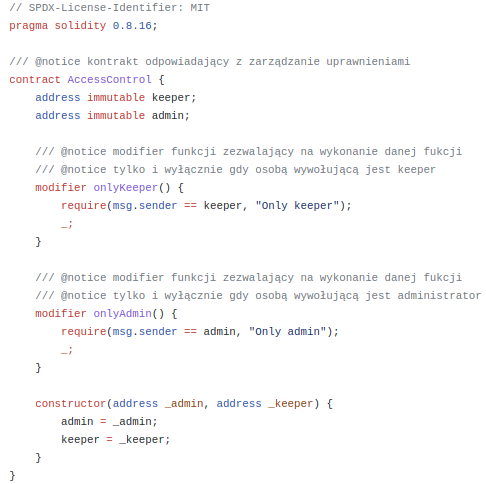 // SPDX-License-Identifier: MIT
pragma solidity 0.8.16;
/// @notice kontrakt odpowiadający z zarządzanie uprawnieniami
contract AccessControl {
address immutable keeper;
address immutable admin;
/// @notice modifier funkcji zezwalający na wykonanie danej fukcji
/// @notice tylko i wyłącznie gdy osobą wywołującą jest keeper
modifier onlyKeeper() {
require(msg.sender == keeper, "Only keeper");
_;
}
/// @notice modifier funkcji zezwalający na wykonanie danej fukcji
/// @notice tylko i wyłącznie gdy osobą wywołującą jest administrator
modifier onlyAdmin() {
require(msg.sender == admin, "Only admin");
_;
}
constructor(address _admin, address _keeper) {
admin = _admin;
keeper = _keeper;
}
}